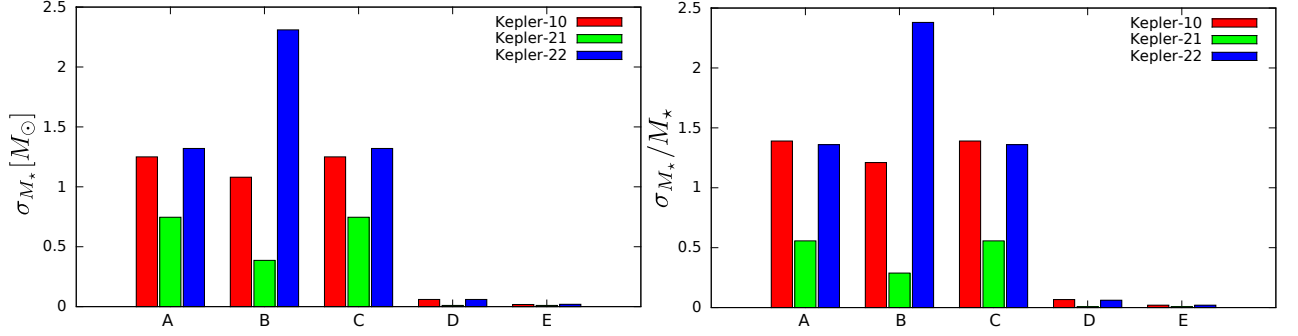 2.5
2
1.5
1
0.5
0
σ_{M⋆} [M⊙]
Kepler-10
Kepler-21
Kepler-22
A B C D E
2.5
2
1.5
1
0.5
0
σ_{M⋆}/M⋆
Kepler-10
Kepler-21
Kepler-22
A B C D E